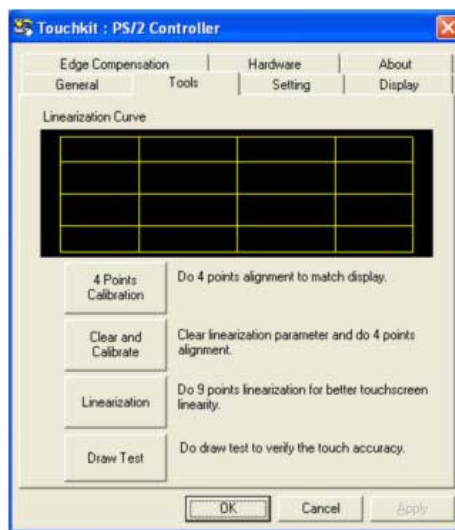 Touchkit : PS/2 Controller
Edge Compensation Hardware About
General Tools Setting Display
Linearization Curve
4 Points
Calibration
Do 4 points alignment to match display.
Clear and
Calibrate
Clear linearization parameter and do 4 points
alignment.
Linearization
Do 9 points linearization for better touchscreen
linearity.
Draw Test
Do draw test to verify the touch accuracy.
OK Cancel Apply